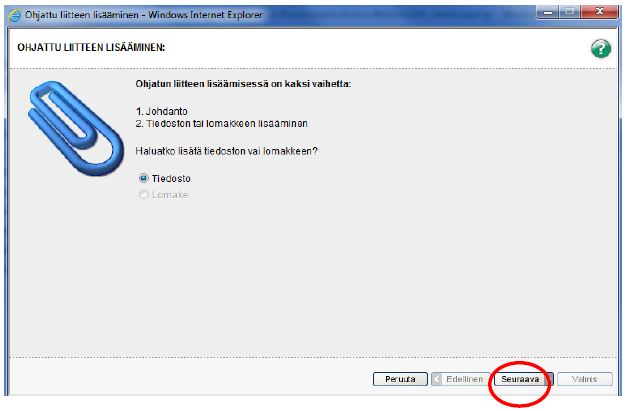 Ohjattu liitteen lisääminen - Windows Internet Explorer
OHJATTU LIITTEEN LISÄÄMINEN:
?
Ohjatun liitteen lisäämisessä on kaksi vaihetta:
1. Johdanto
2. Tiedoston tai lomakkeen lisääminen
Haluatko lisätä tiedoston vai lomakkeen?
Tiedosto
Lomake
Peruuta Edellinen Seuraava Valmis